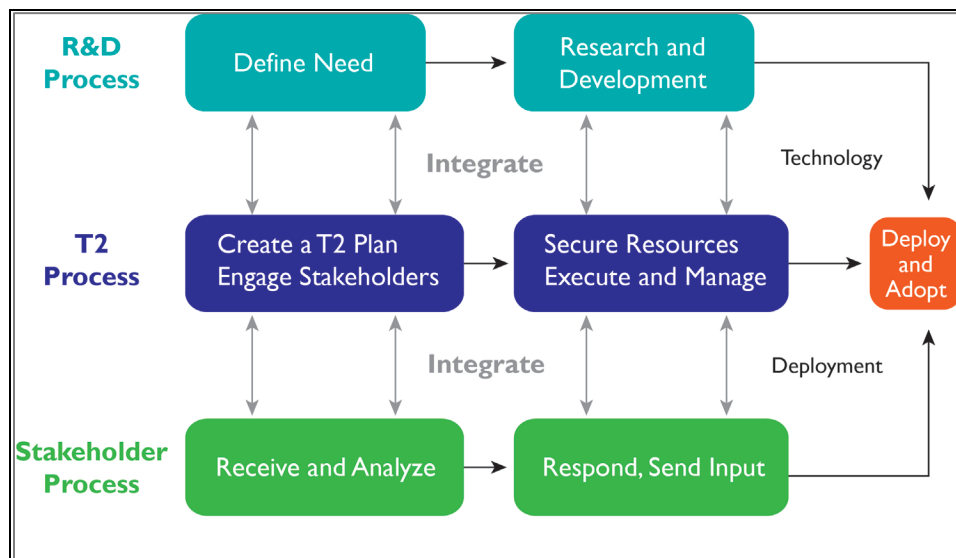 R&D
Process
Define Need
Research and
Development
Integrate
Technology
T2
Process
Create a T2 Plan
Engage Stakeholders
Secure Resources
Execute and Manage
Deploy
and
Adopt
Integrate
Deployment
Stakeholder
Process
Receive and Analyze
Respond, Send Input